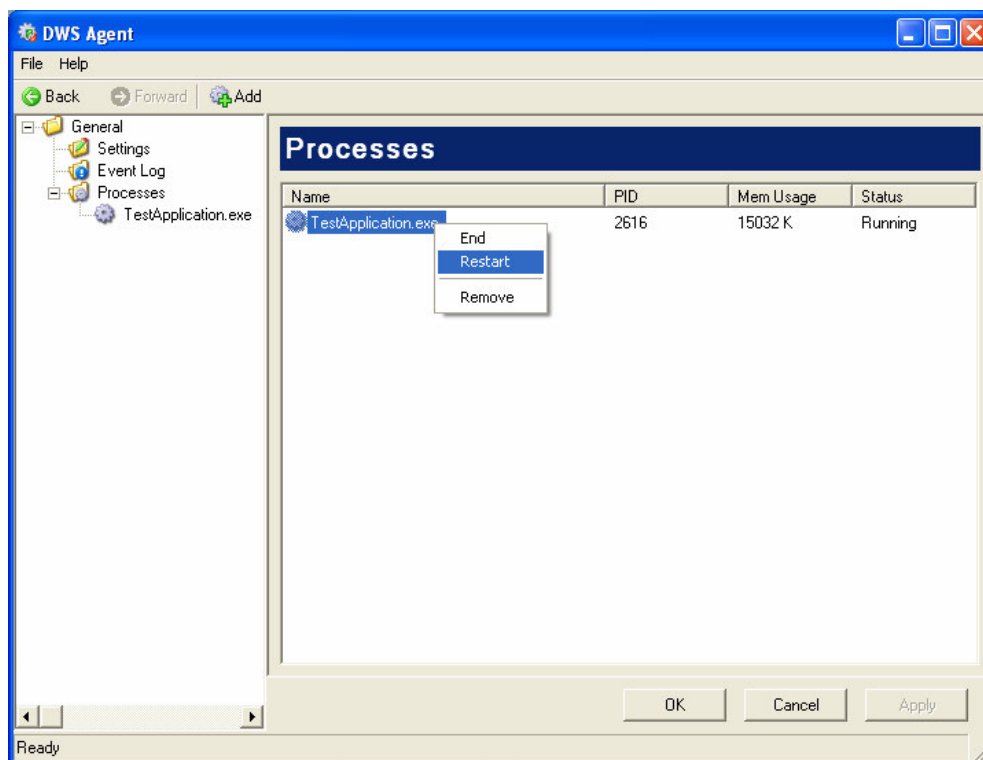 DWS Agent
File Help
Back Forward Add
General
Settings
Event Log
Processes
TestApplication.exe
Processes
Name PID Mem Usage Status
TestApplication.exe 2616 15032 K Running
End
Restart
Remove
OK Cancel Apply
Ready